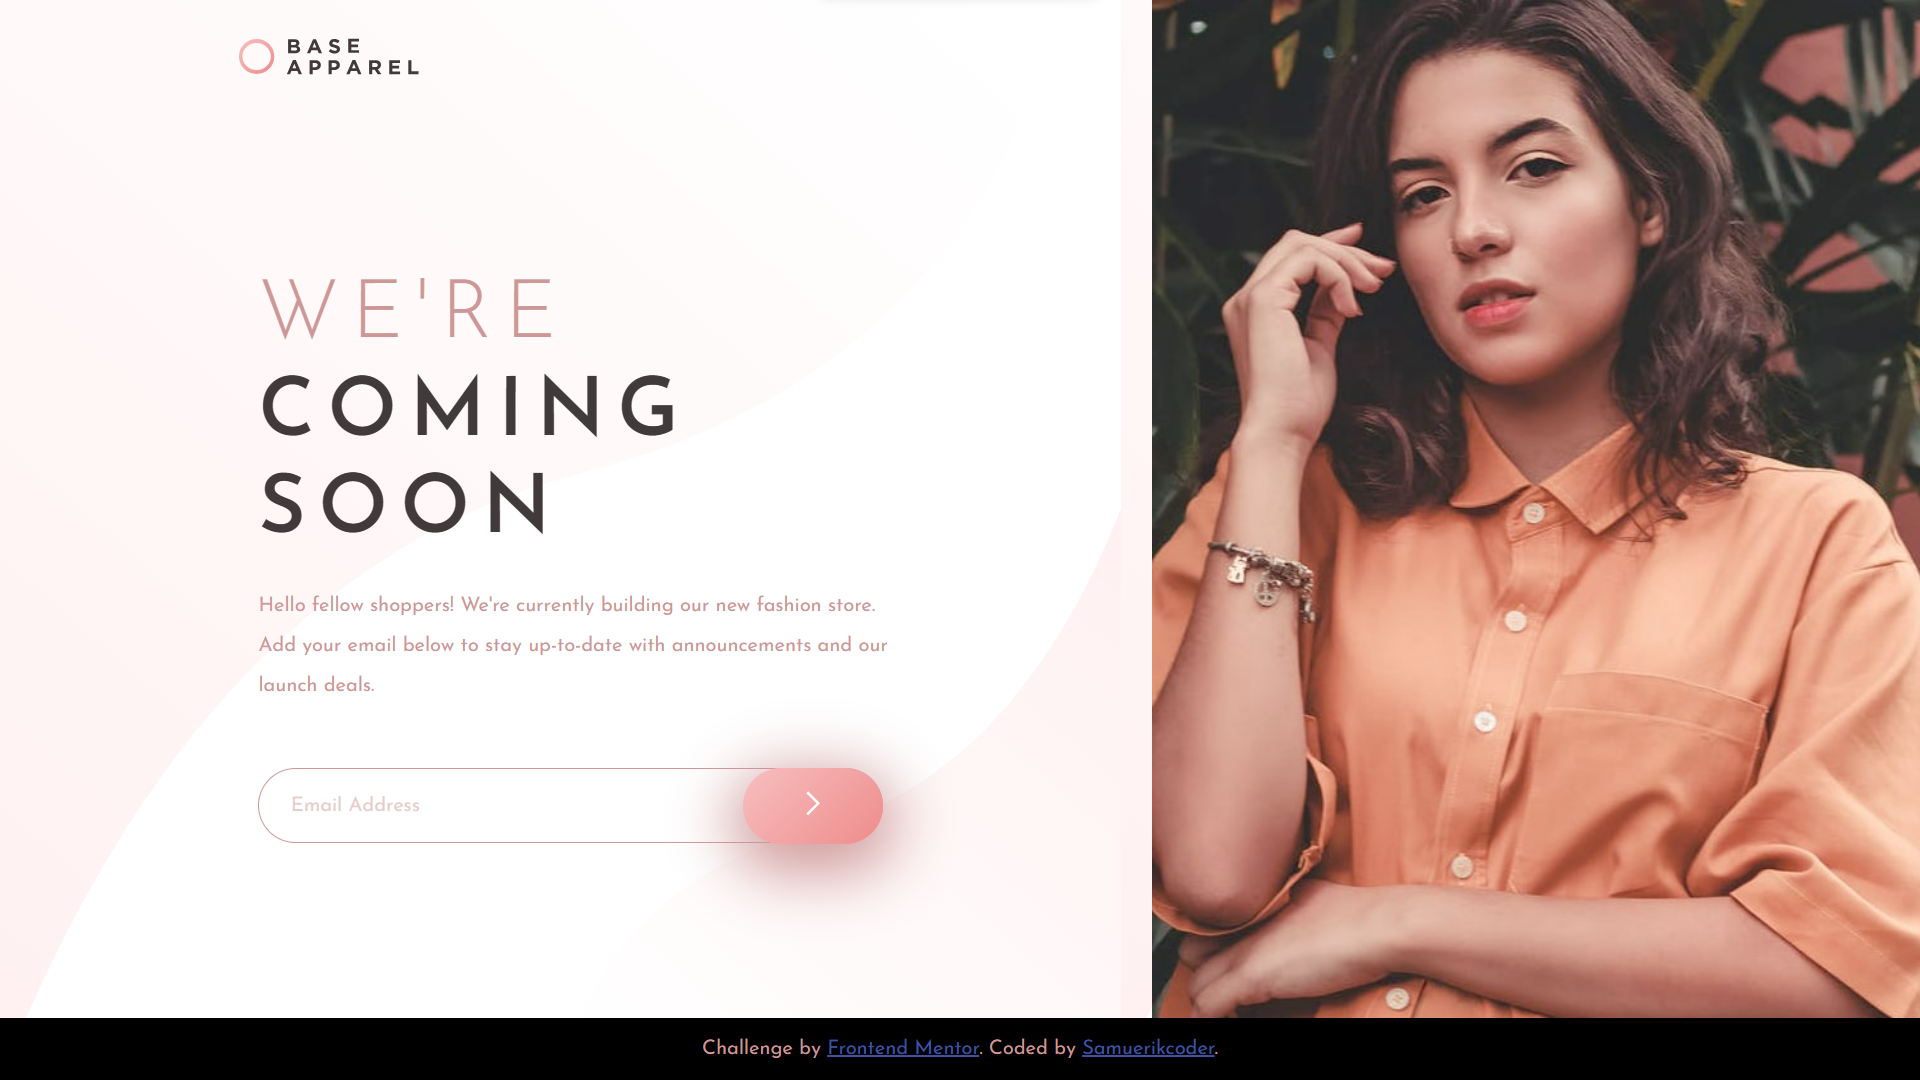 BASE
APPAREL
WE'RE
COMING
SOON
Hello fellow shoppers! We're currently building our new fashion store.
Add your email below to stay up-to-date with announcements and our
launch deals.
Email Address
Challenge by Frontend Mentor. Coded by Samuerikcoder.